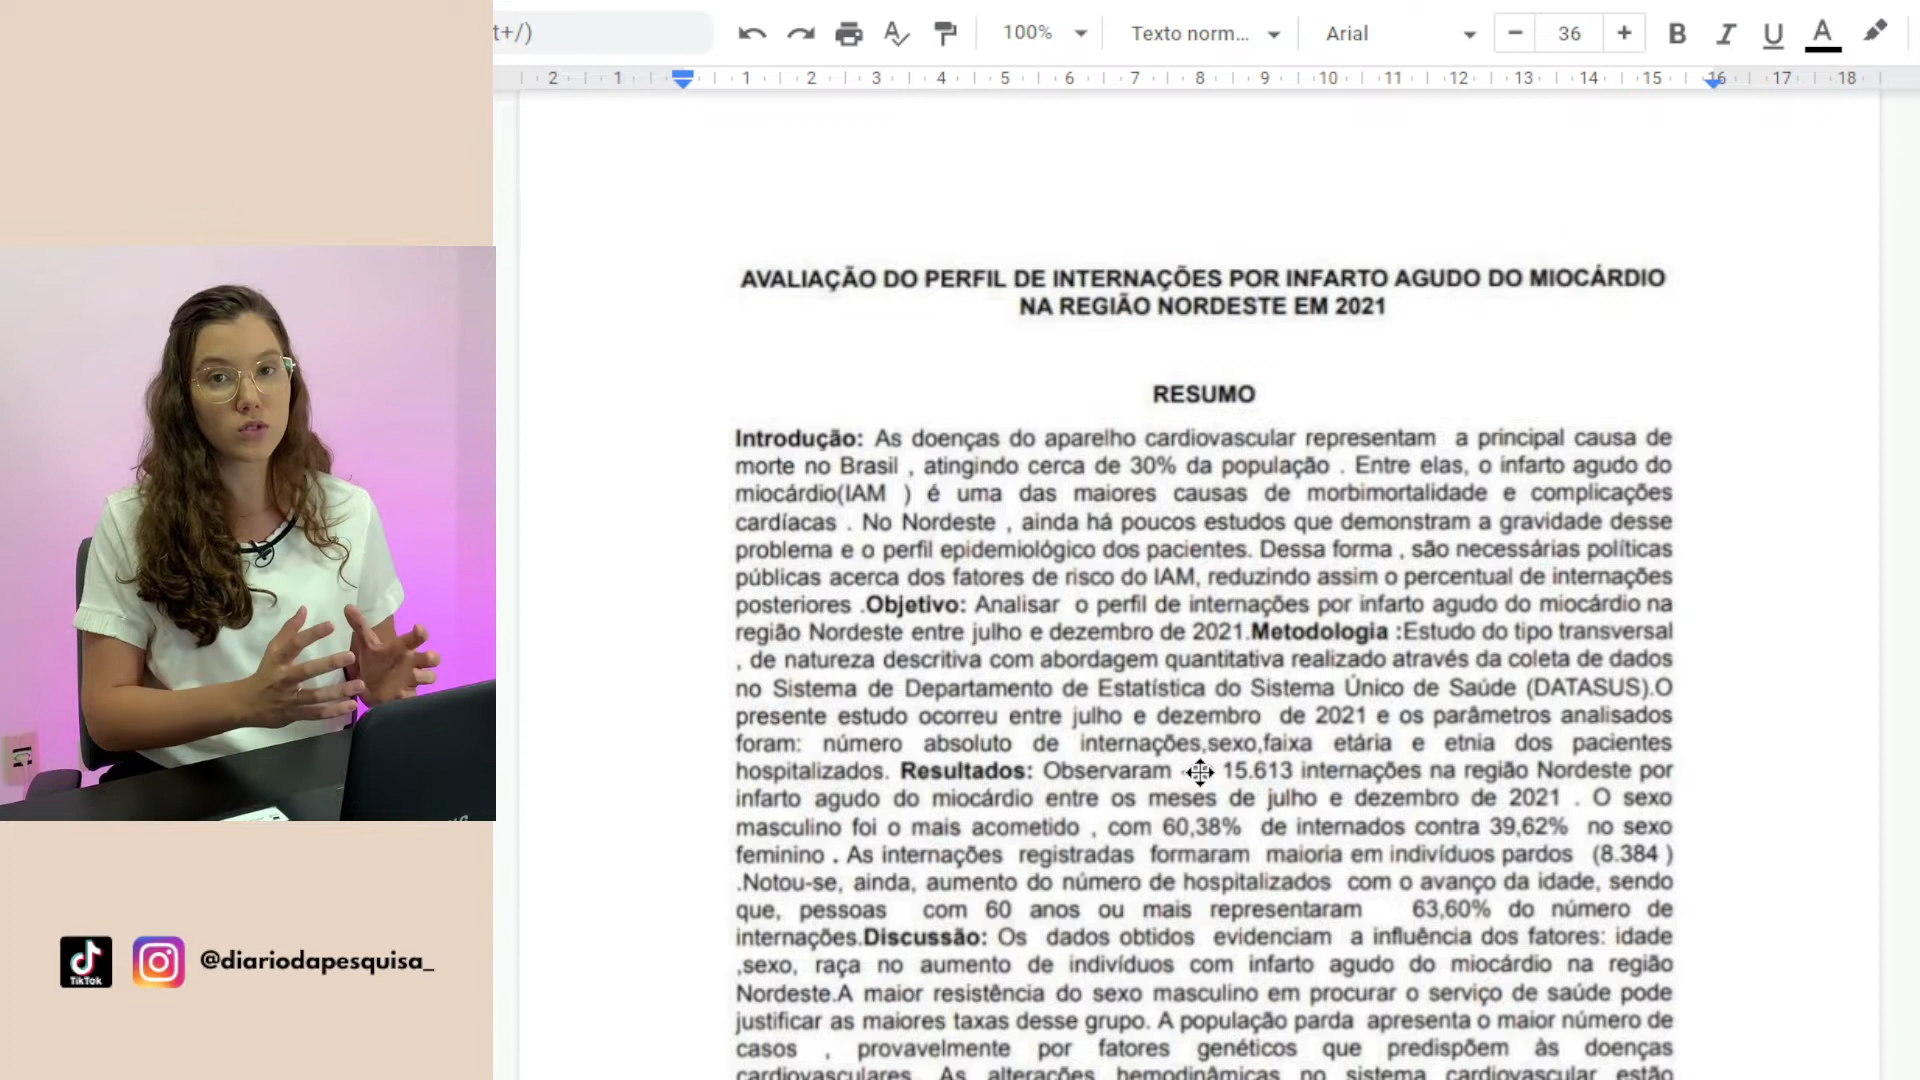 t+/)
100%
Texto norm...
Arial
36
B I U A
2 1 1 2 3 4 5 6 7 8 9 10 11 12 13 14 15 16 17 18
AVALIAÇÃO DO PERFIL DE INTERNAÇÕES POR INFARTO AGUDO DO MIOCÁRDIO
NA REGIÃO NORDESTE EM 2021
RESUMO
Introdução: As doenças do aparelho cardiovascular representam a principal causa de
morte no Brasil , atingindo cerca de 30% da população . Entre elas, o infarto agudo do
miocárdio(IAM ) é uma das maiores causas de morbimortalidade e complicações
cardíacas . No Nordeste , ainda há poucos estudos que demonstram a gravidade desse
problema e o perfil epidemiológico dos pacientes. Dessa forma , são necessárias políticas
públicas acerca dos fatores de risco do IAM, reduzindo assim o percentual de internações
posteriores .Objetivo: Analisar o perfil de internações por infarto agudo do miocárdio na
região Nordeste entre julho e dezembro de 2021.Metodologia :Estudo do tipo transversal
, de natureza descritiva com abordagem quantitativa realizado através da coleta de dados
no Sistema de Departamento de Estatística do Sistema Único de Saúde (DATASUS).O
presente estudo ocorreu entre julho e dezembro de 2021 e os parâmetros analisados
foram: número absoluto de internações,sexo,faixa etária e etnia dos pacientes
hospitalizados. Resultados: Observaram 15.613 internações na região Nordeste por
infarto agudo do miocárdio entre os meses de julho e dezembro de 2021 . O sexo
masculino foi o mais acometido , com 60,38% de internados contra 39,62% no sexo
feminino . As internações registradas formaram maioria em indivíduos pardos (8.384 )
.Notou-se, ainda, aumento do número de hospitalizados com o avanço da idade, sendo
que, pessoas com 60 anos ou mais representaram 63,60% do número de
internações.Discussão: Os dados obtidos evidenciam a influência dos fatores: idade
,sexo, raça no aumento de indivíduos com infarto agudo do miocárdio na região
Nordeste.A maior resistência do sexo masculino em procurar o serviço de saúde pode
justificar as maiores taxas desse grupo. A população parda apresenta o maior número de
casos , provavelmente por fatores genéticos que predispõem às doenças
cardiovasculares. As alterações hemodinâmicas no sistema cardiovascular estão
TikTok
@diariodapesquisa_